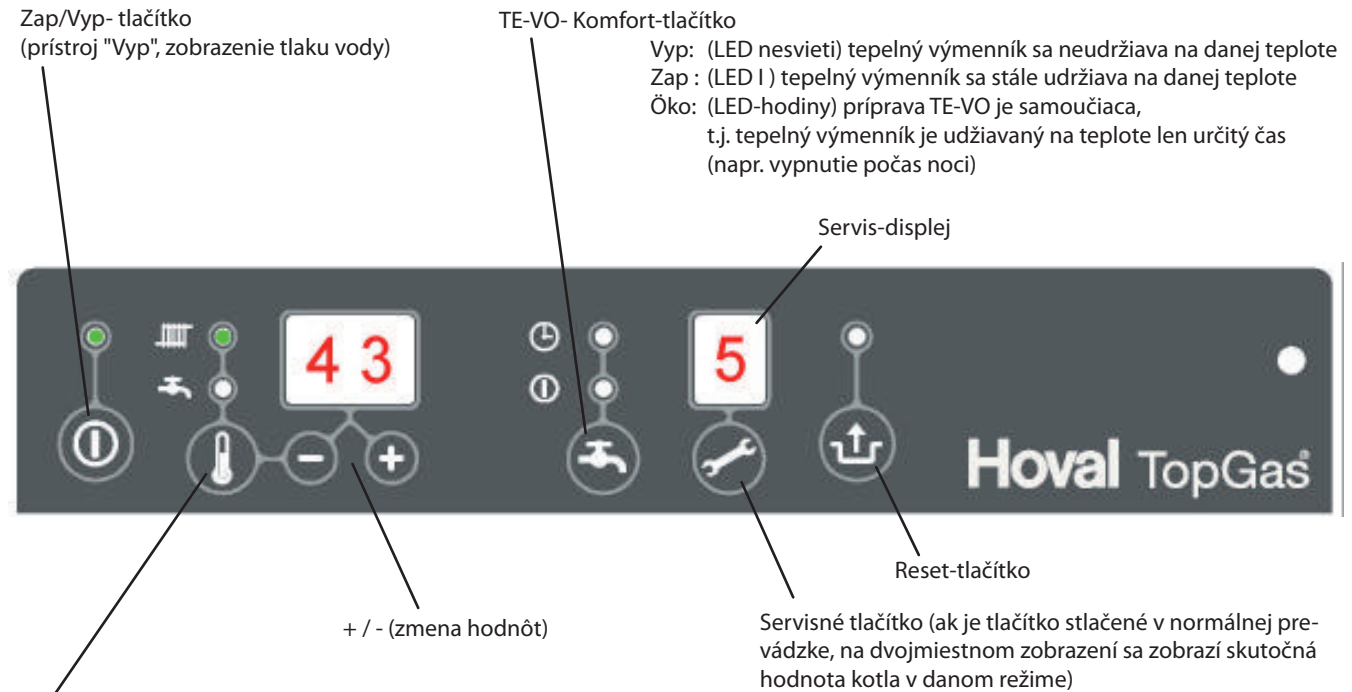 Zap/Vyp- tlačítko
(prístroj "Vyp", zobrazenie tlaku vody)
TE-VO- Komfort-tlačítko
Vyp: (LED nesvieti) tepelný výmenník sa neudržiava na danej teplote
Zap : (LED I ) tepelný výmenník sa stále udržiava na danej teplote
Öko: (LED-hodiny) príprava TE-VO je samoučiaca,
t.j. tepelný výmenník je udžiavaný na teplote len určitý čas
(napr. vypnutie počas noci)
Servis-displej
4 3
5
Hoval TopGas®
Reset-tlačítko
+ / - (zmena hodnôt)
Servisné tlačítko (ak je tlačítko stlačené v normálnej pre-
vádzke, na dvojmiestnom zobrazení sa zobrazí skutočná
hodnota kotla v danom režime)